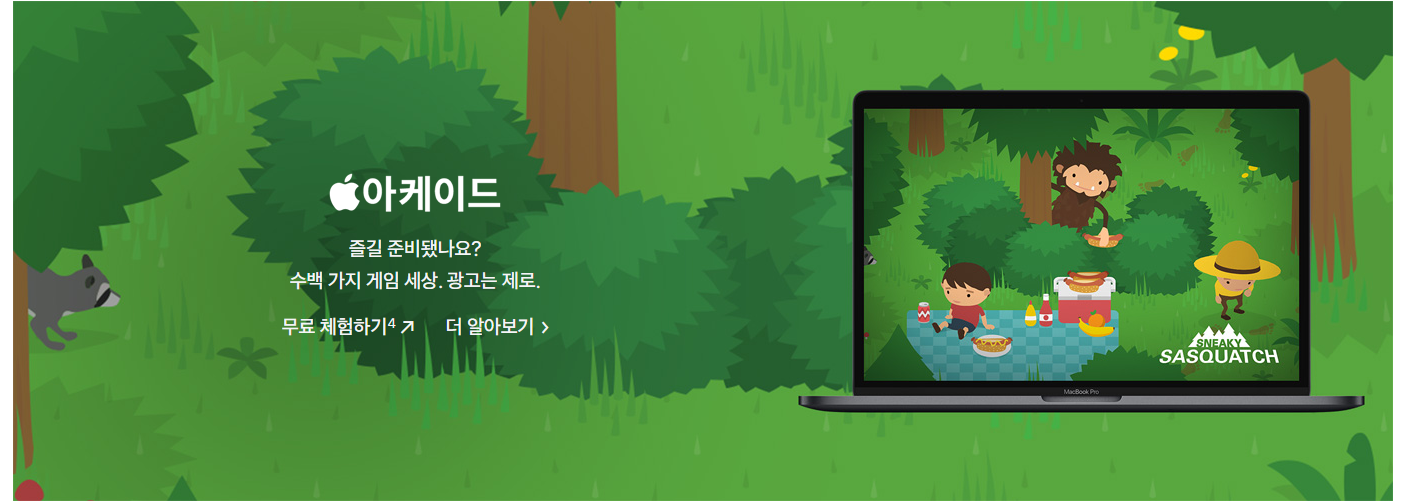 아케이드
즐길 준비됐나요?
수백 가지 게임 세상. 광고는 제로.
무료 체험하기⁴ ↗ 더 알아보기 >
SNEAKY
SASQUATCH
MacBook Pro